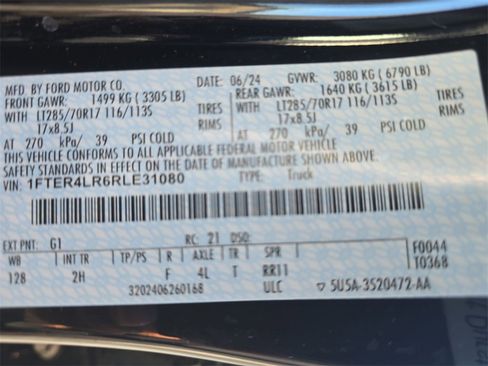 MFD. BY FORD MOTOR CO. DATE: 06/24 GVWR: 3080 KG ( 6790 LB)
FRONT GAWR: 1499 KG ( 3305 LB) REAR GAWR: 1640 KG ( 3615 LB)
WITH LT285/70R17 116/113S TIRES WITH LT285/70R17 116/113S TIRES
17x8.5J RIMS 17x8.5J RIMS
AT 270 kPa/ 39 PSI COLD AT 270 kPa/ 39 PSI COLD
THIS VEHICLE CONFORMS TO ALL APPLICABLE FEDERAL MOTOR VEHICLE
SAFETY STANDARDS IN EFFECT ON THE DATE OF MANUFACTURE SHOWN ABOVE.
VIN: 1FTER4LR6RLE31080 TYPE: Truck
EXT PNT: G1 RC: 21 DSO: F0044
WB INT TR TP/PS R AXLE TR SPR T0368
128 2H F 4L T RR11
3202406260168 ULC 5U5A-3520472-AA